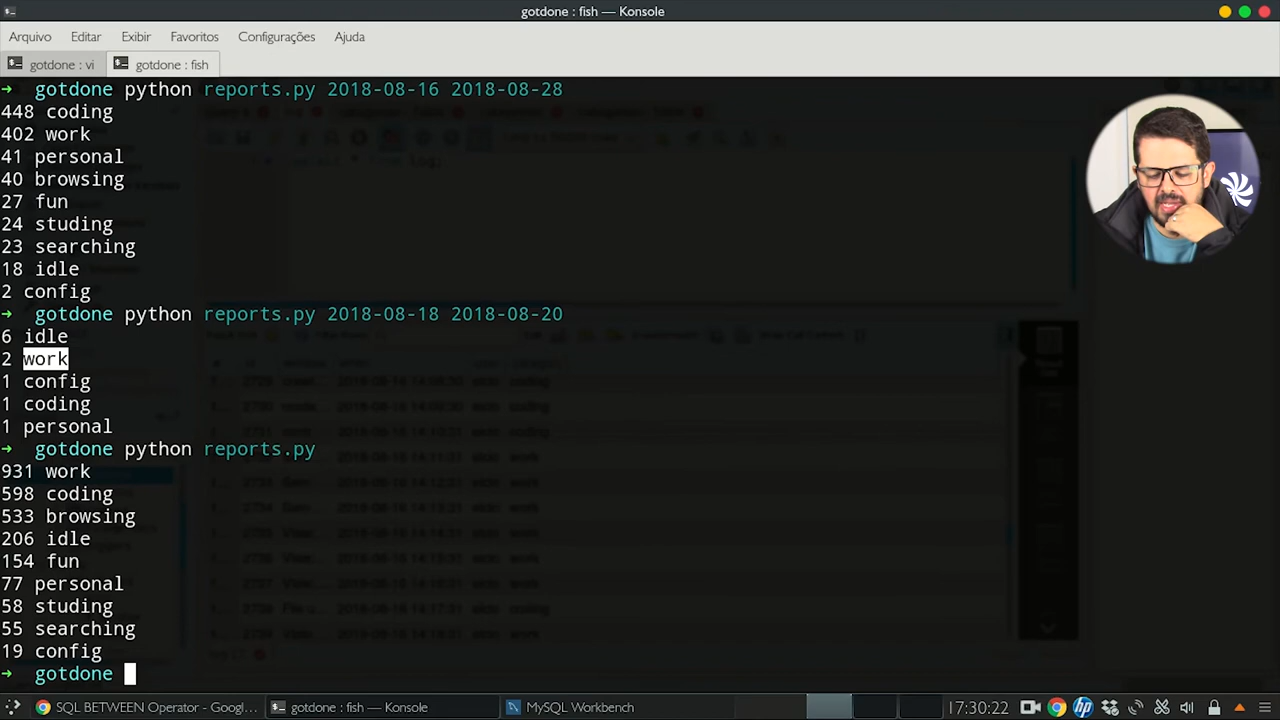 gotdone : fish — Konsole
Arquivo Editar Exibir Favoritos Configurações Ajuda
gotdone : vi gotdone : fish
➜ gotdone python reports.py 2018-08-16 2018-08-28
448 coding
402 work
41 personal
40 browsing
27 fun
24 studing
23 searching
18 idle
2 config
➜ gotdone python reports.py 2018-08-18 2018-08-20
6 idle
2 work
1 config
1 coding
1 personal
➜ gotdone python reports.py
931 work
598 coding
533 browsing
206 idle
154 fun
77 personal
58 studing
55 searching
19 config
➜ gotdone
SQL BETWEEN Operator - Googl... gotdone : fish — Konsole MySQL Workbench 17:30:22